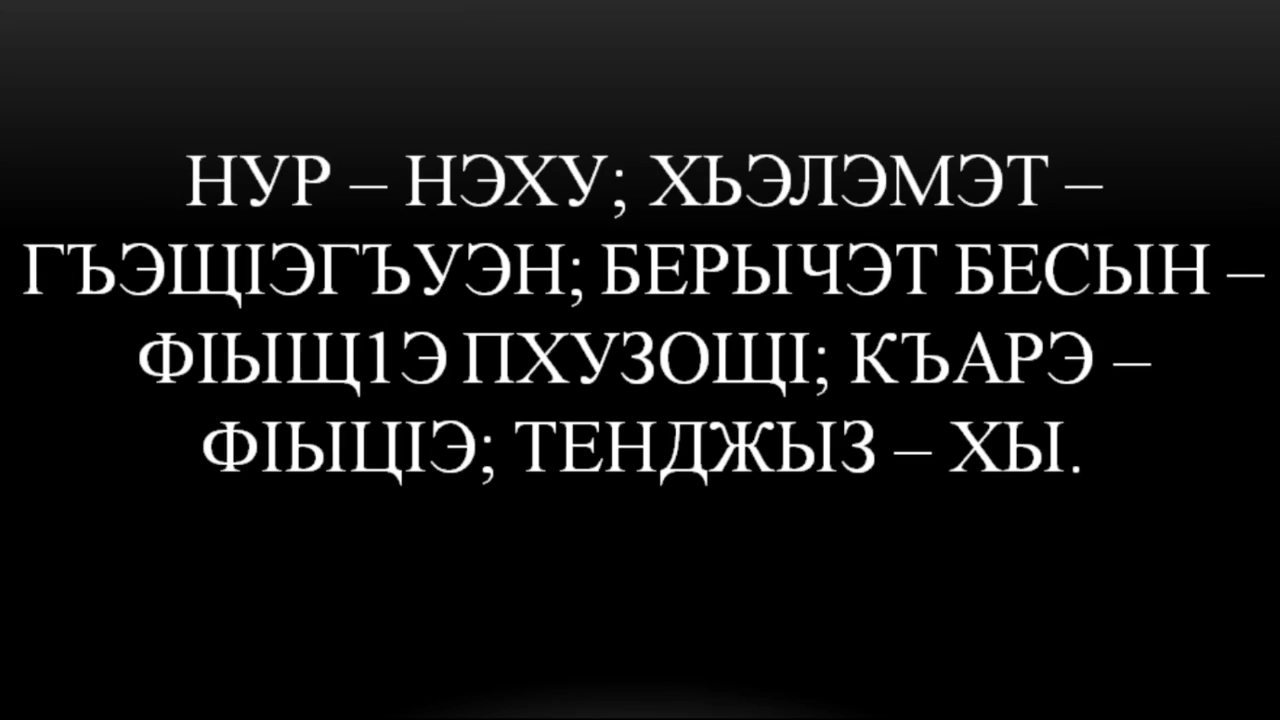 НУР – НЭХУ; ХЬЭЛЭМЭТ –
ГЪЭЩІЭГЪУЭН; БЕРЫЧЭТ БЕСЫН –
ФІЫЩ1Э ПХУЗОЩІ; КЪАРЭ –
ФІЫЦІЭ; ТЕНДЖЫЗ – ХЫ.